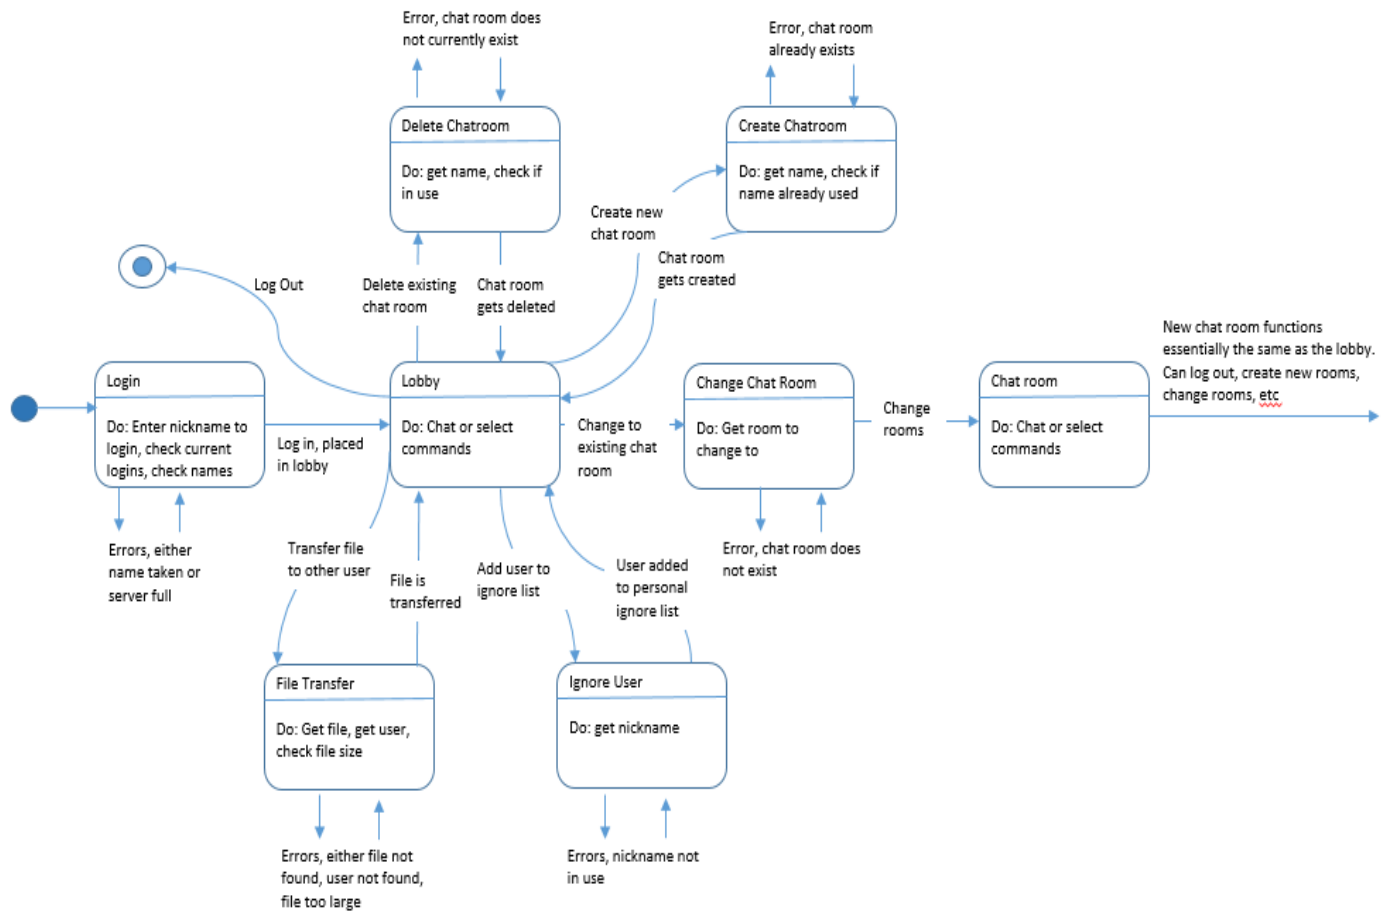 Error, chat room does
not currently exist
Error, chat room
already exists
Delete Chatroom
Do: get name, check if
in use
Create Chatroom
Do: get name, check if
name already used
Create new
chat room
Chat room
gets created
Log Out
Delete existing
chat room
Chat room
gets deleted
New chat room functions
essentially the same as the lobby.
Can log out, create new rooms,
change rooms, etc
Login
Do: Enter nickname to
login, check current
logins, check names
Log in, placed
in lobby
Lobby
Do: Chat or select
commands
Change to
existing chat
room
Change Chat Room
Do: Get room to
change to
Change
rooms
Chat room
Do: Chat or select
commands
Errors, either
name taken or
server full
Transfer file
to other user
File is
transferred
Add user to
ignore list
User added
to personal
ignore list
Error, chat room does
not exist
File Transfer
Do: Get file, get user,
check file size
Ignore User
Do: get nickname
Errors, either file not
found, user not found,
file too large
Errors, nickname not
in use